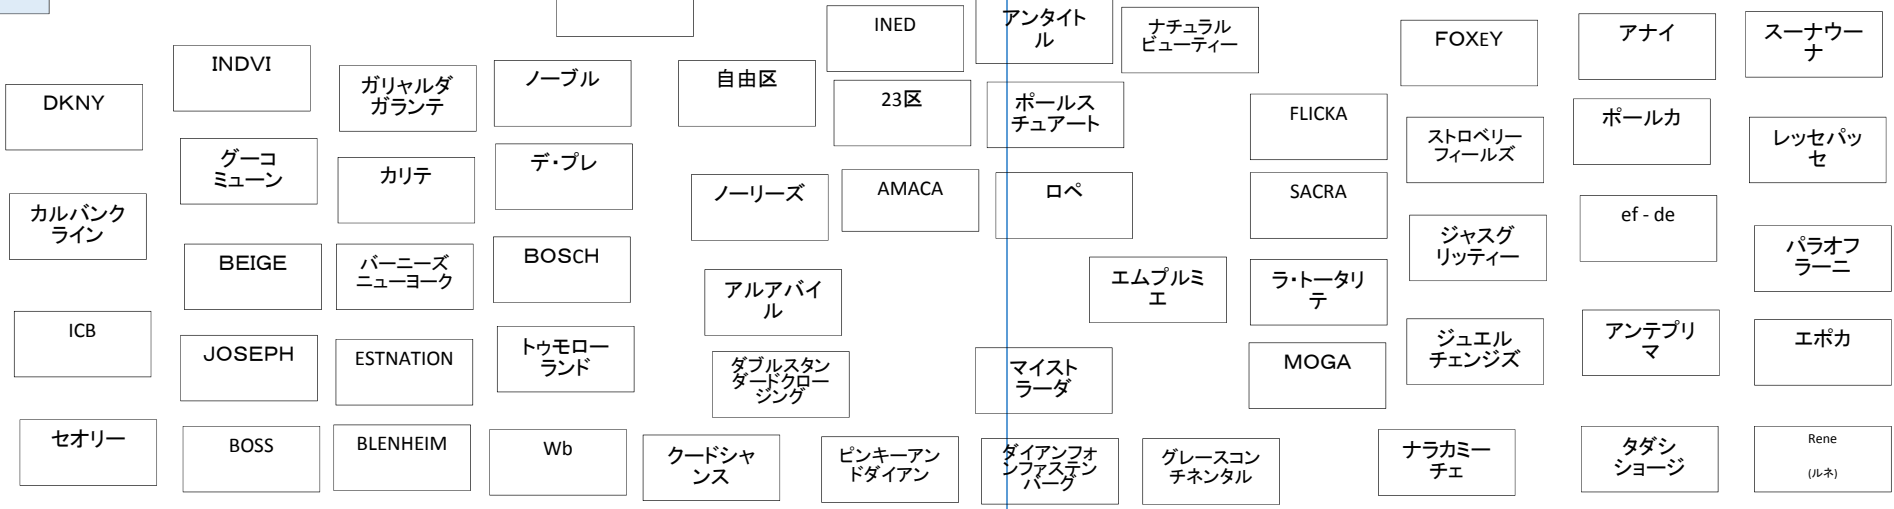 INED
アンタイト
ル
ナチュラル
ビューティー
FOXEY
アナイ
スーナウー
ナ
INDVI
ガリャルダ
ガランテ
ノーブル
自由区
DKNY
23区
ポールス
チュアート
FLICKA
ポールカ
ストロベリー
フィールズ
レッセパッ
セ
グーコ
ミューン
カリテ
デ・プレ
ノーリーズ
AMACA
ロペ
SACRA
カルバンク
ライン
ef - de
ジャスグ
リッティー
パラオフ
ラーニ
BEIGE
バーニーズ
ニューヨーク
BOSCH
アルアバイ
ル
エムプルミ
エ
ラ・トータリ
テ
ICB
JOSEPH
ESTNATION
トゥモロー
ランド
ダブルスタン
ダードクロー
ジング
マイスト
ラーダ
MOGA
ジュエル
チェンジズ
アンテプリ
マ
エポカ
セオリー
BOSS
BLENHEIM
Wb
クードシャ
ンス
ピンキーアン
ドダイアン
ダイアンフォ
ンファステン
バーグ
グレースコン
チネンタル
ナラカミー
チェ
タダシ
ショージ
Rene
(ルネ)